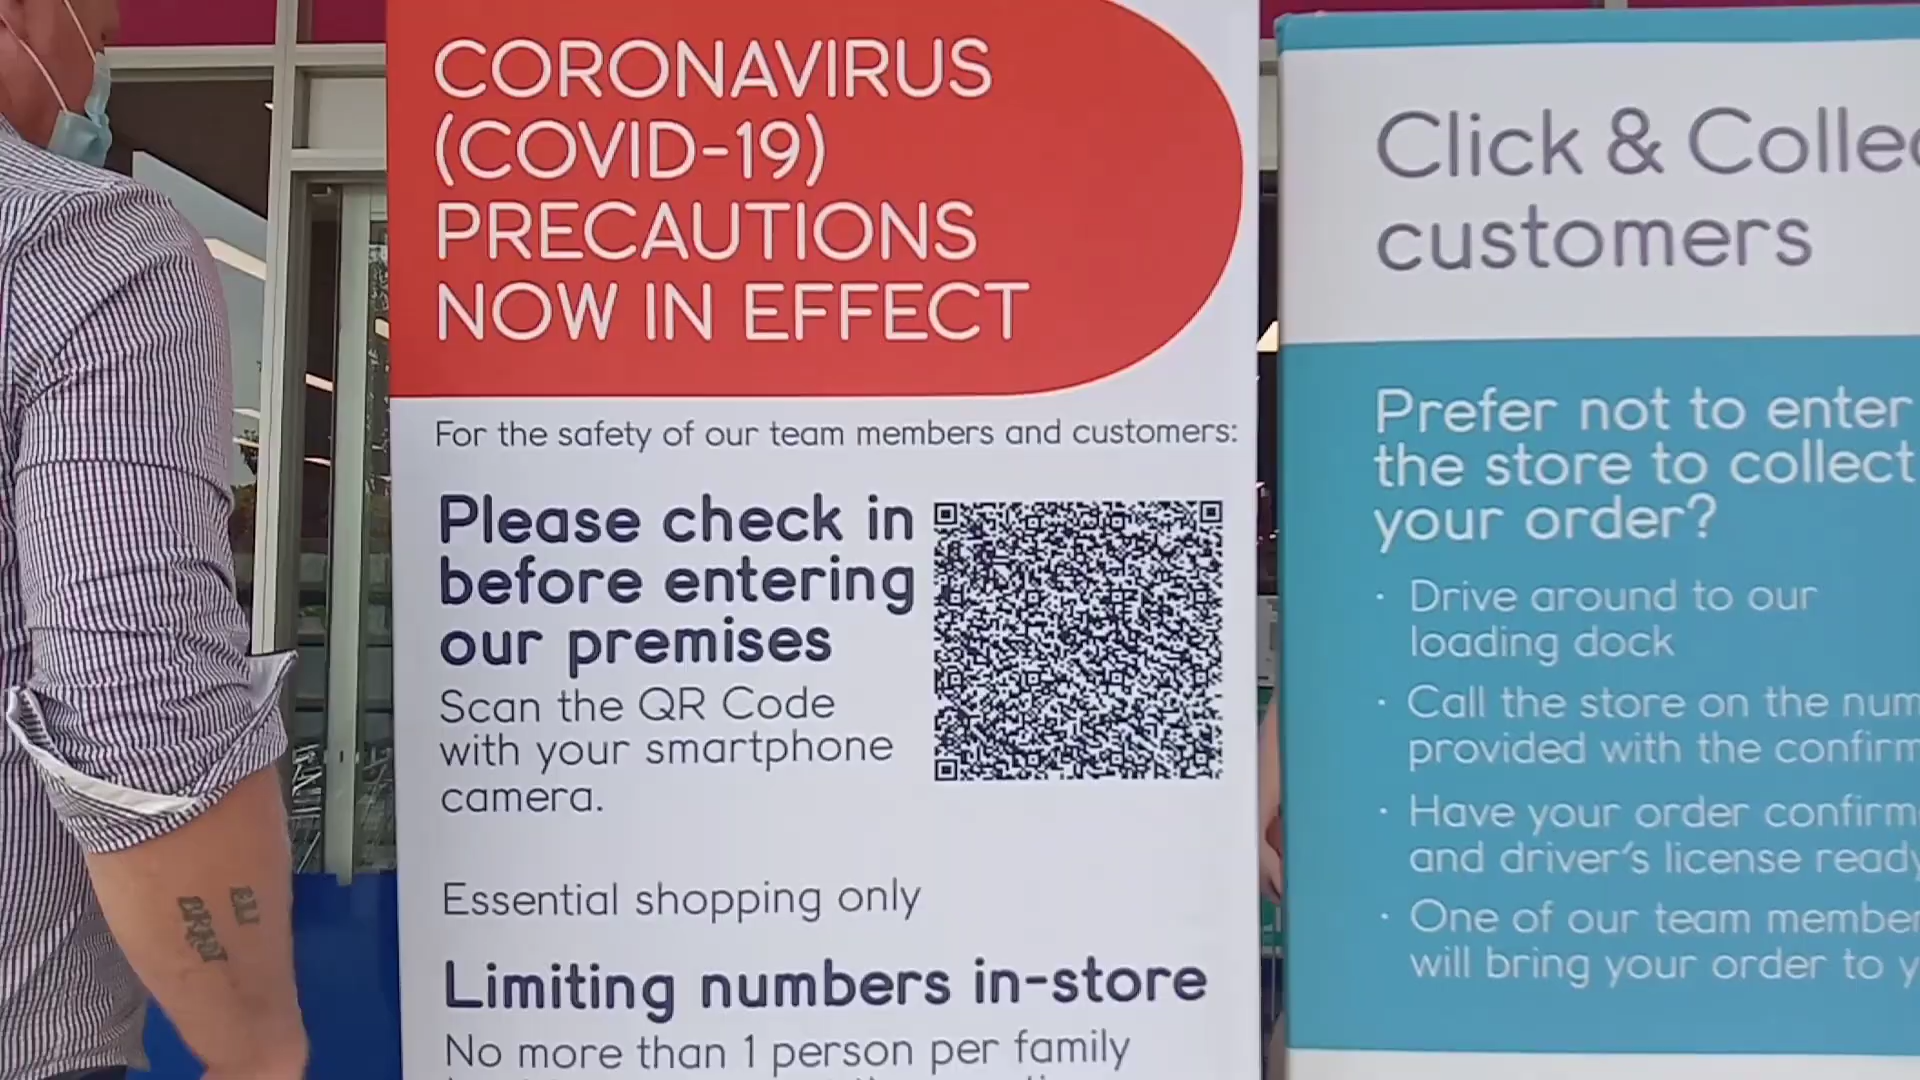 CORONAVIRUS
(COVID-19)
PRECAUTIONS
NOW IN EFFECT
For the safety of our team members and customers:
Please check in
before entering
our premises
Scan the QR Code
with your smartphone
camera.
Essential shopping only
Limiting numbers in-store
No more than 1 person per family
Click & Collec
customers
Prefer not to enter
the store to collect
your order?
· Drive around to our
loading dock
· Call the store on the num
provided with the confirm
· Have your order confirm
and driver's license ready
· One of our team member
will bring your order to y